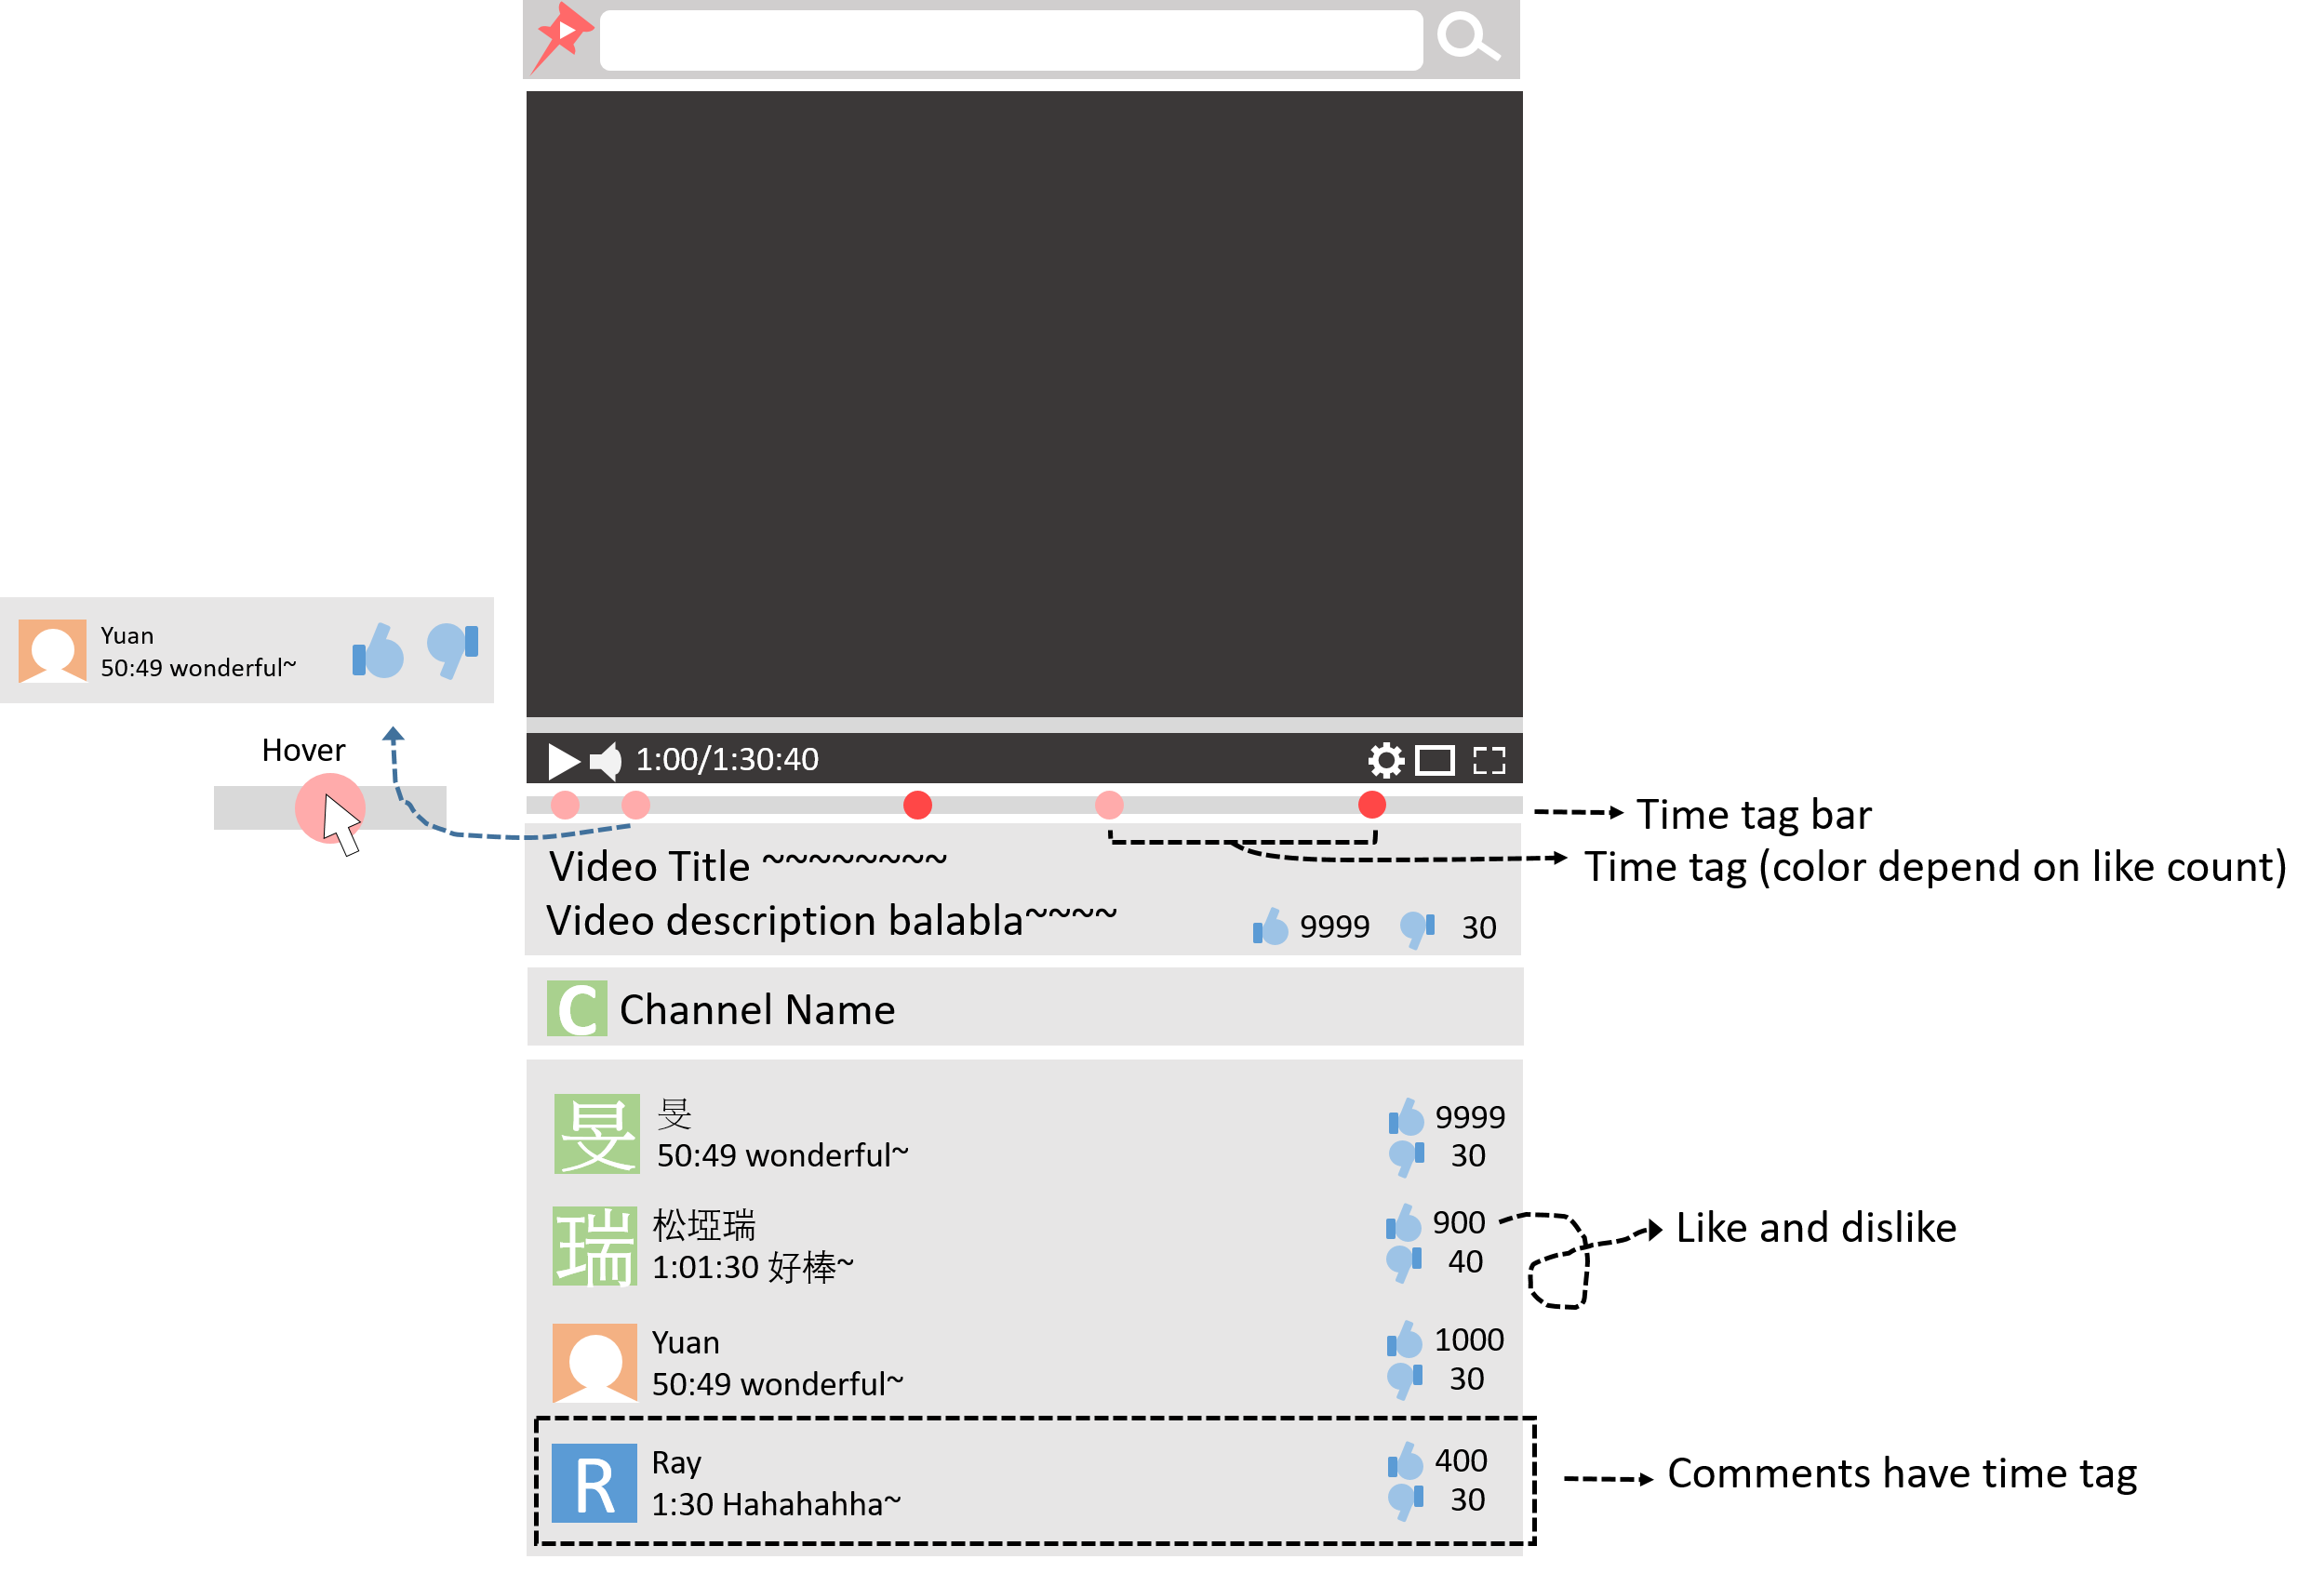 Yuan
50:49 wonderful~
Hover
1:00/1:30:40
Time tag bar
Time tag (color depend on like count)
Video Title ~~~~~~~~
Video description balabla~~~~
9999
30
C
Channel Name
旻
旻
50:49 wonderful~
9999
30
瑞
松埡瑞
1:01:30 好棒~
900
40
Like and dislike
Yuan
50:49 wonderful~
1000
30
R
Ray
1:30 Hahahahha~
400
30
Comments have time tag